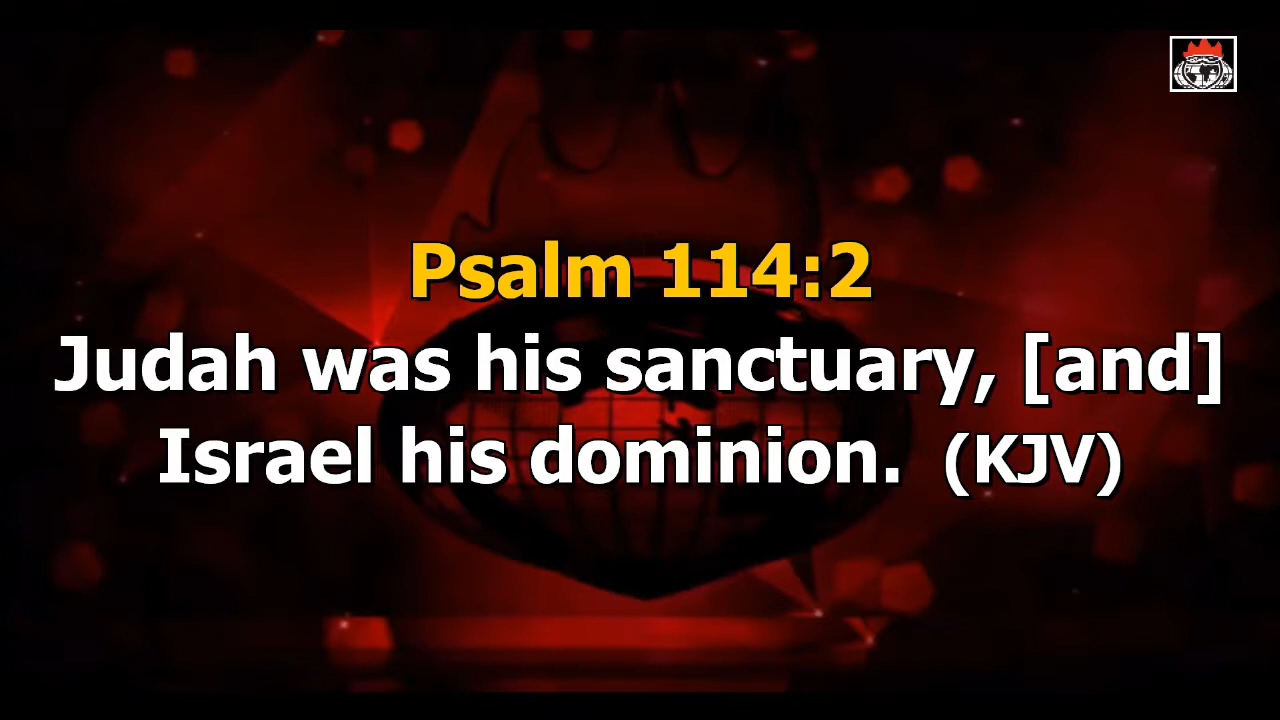 Psalm 114:2
Judah was his sanctuary, [and]
Israel his dominion. (KJV)